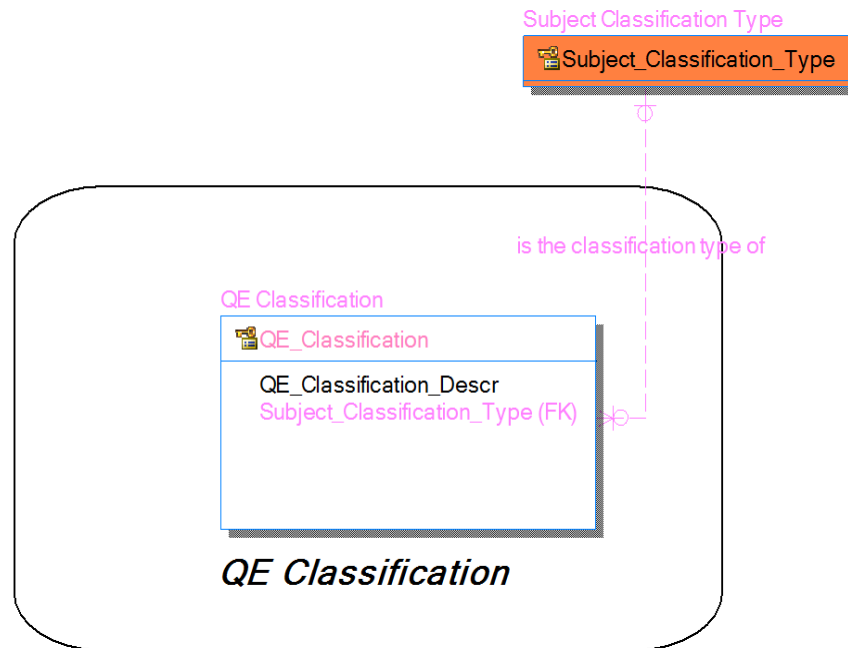 Subject Classification Type
Subject_Classification_Type
is the classification type of
QE Classification
QE_Classification
QE_Classification_Descr
Subject_Classification_Type (FK)
QE Classification